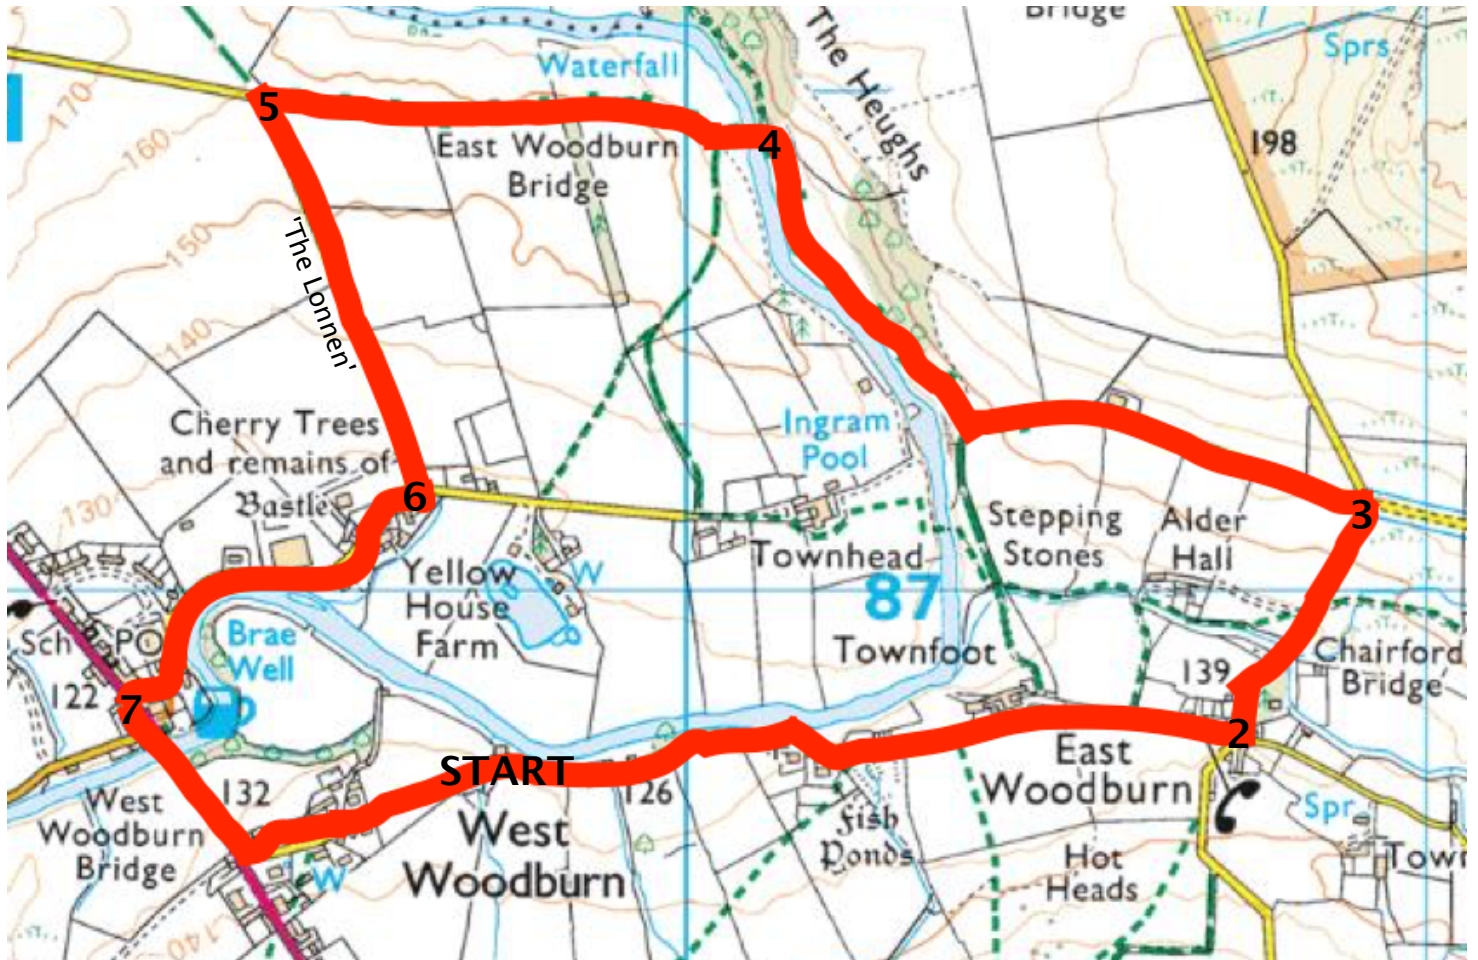 Bridge
The Heughs
Sprs
Waterfall
170
5
160
4
198
East Woodburn
Bridge
150
'The Lonnen'
140
Cherry Trees
and remains of
Bastle
6
130
Ingram
Pool
3
Stepping
Stones
Alder
Hall
Townhead
87
Yellow
House
Farm
W
Sch
PO
Brae
Well
Townfoot
122
7
139
Chairford
Bridge
2
START
126
132
West
Woodburn
Bridge
West
Woodburn
W
Fish
Ponds
East
Woodburn
Spr
Hot
Heads
Town
140